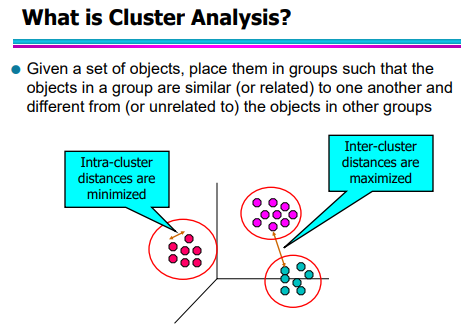 What is Cluster Analysis?
Given a set of objects, place them in groups such that the
objects in a group are similar (or related) to one another and
different from (or unrelated to) the objects in other groups
Intra-cluster
distances are
minimized
Inter-cluster
distances are
maximized